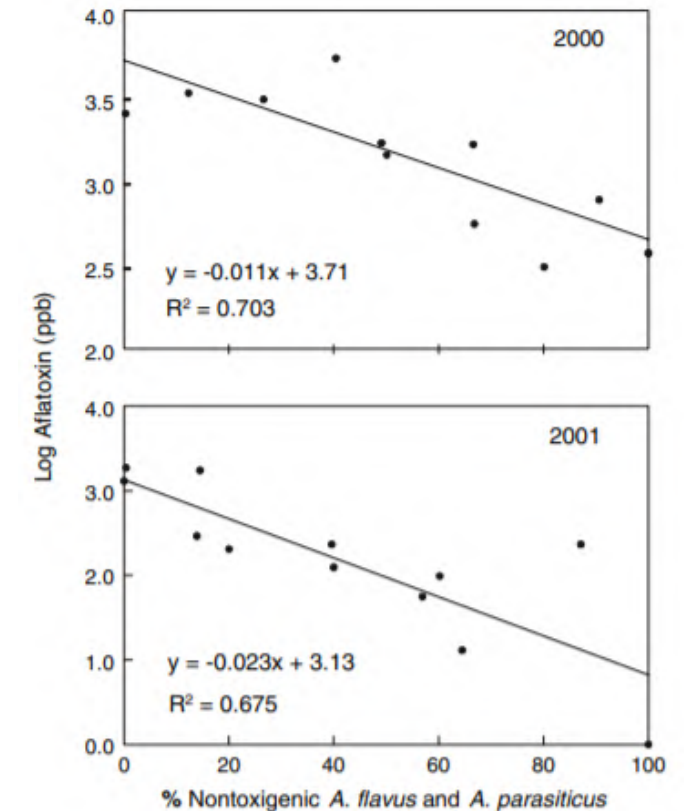 4.0
2000
3.5
3.0
2.5
y = -0.011x + 3.71
R² = 0.703
2.0
Log Aflatoxin (ppb)
4.0
2001
3.0
2.0
1.0
y = -0.023x + 3.13
R² = 0.675
0.0
0 20 40 60 80 100
% Nontoxigenic A. flavus and A. parasiticus